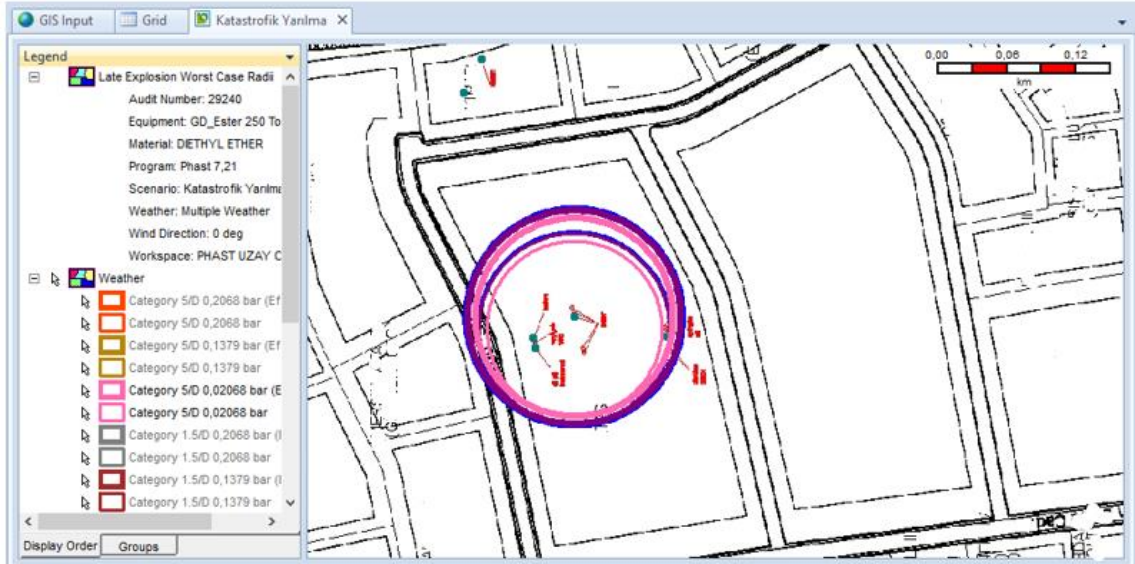 GIS Input
Grid
Katastrofik Yarılma
Legend
Late Explosion Worst Case Radii
Audit Number: 29240
Equipment: GD_Ester 250 To
Material: DIETHYL ETHER
Program: Phast 7,21
Scenario: Katastrofik Yarılma
Weather: Multiple Weather
Wind Direction: 0 deg
Workspace: PHAST UZAY C
Weather
Category 5/D 0,2068 bar (Ef
Category 5/D 0,2068 bar
Category 5/D 0,1379 bar (Ef
Category 5/D 0,1379 bar
Category 5/D 0,02068 bar (E
Category 5/D 0,02068 bar
Category 1.5/D 0,2068 bar (I
Category 1.5/D 0,2068 bar
Category 1.5/D 0,1379 bar (I
Category 1.5/D 0,1379 bar
Display Order
Groups
0,00 0,06 0,12
km